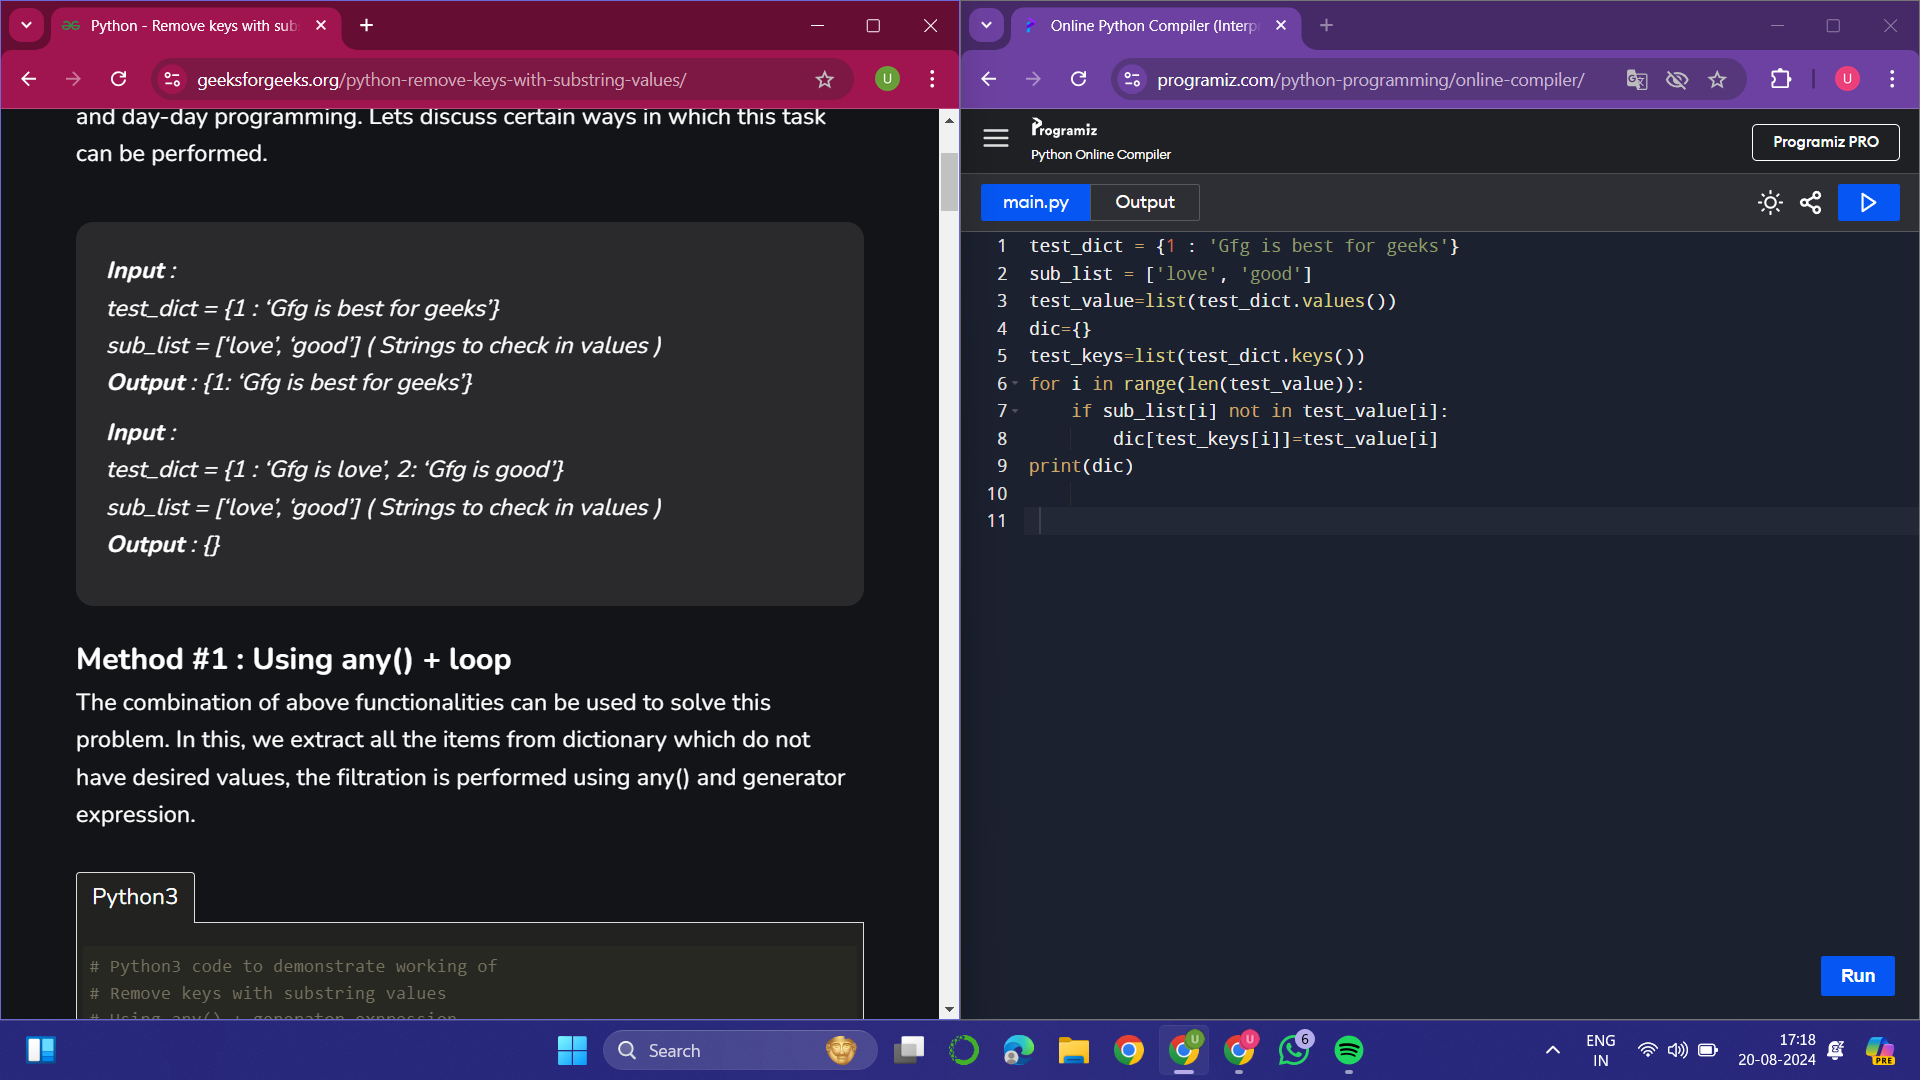 Python - Remove keys with sub
geeksforgeeks.org/python-remove-keys-with-substring-values/
U
and day-day programming. Lets discuss certain ways in which this task
can be performed.
Input :
test_dict = {1 : ‘Gfg is best for geeks’}
sub_list = [‘love’, ‘good’] ( Strings to check in values )
Output : {1: ‘Gfg is best for geeks’}
Input :
test_dict = {1 : ‘Gfg is love’, 2: ‘Gfg is good’}
sub_list = [‘love’, ‘good’] ( Strings to check in values )
Output : {}
Method #1 : Using any() + loop
The combination of above functionalities can be used to solve this
problem. In this, we extract all the items from dictionary which do not
have desired values, the filtration is performed using any() and generator
expression.
Python3
# Python3 code to demonstrate working of
# Remove keys with substring values
# Using any() + generator expression
Online Python Compiler (Interp
programiz.com/python-programming/online-compiler/
U
Programiz
Python Online Compiler
Programiz PRO
main.py
Output
1 test_dict = {1 : 'Gfg is best for geeks'}
2 sub_list = ['love', 'good']
3 test_value=list(test_dict.values())
4 dic={}
5 test_keys=list(test_dict.keys())
6 for i in range(len(test_value)):
7     if sub_list[i] not in test_value[i]:
8         dic[test_keys[i]]=test_value[i]
9 print(dic)
10
11
Run
Search
U
U
6
ENG
IN
17:18
20-08-2024
PRE